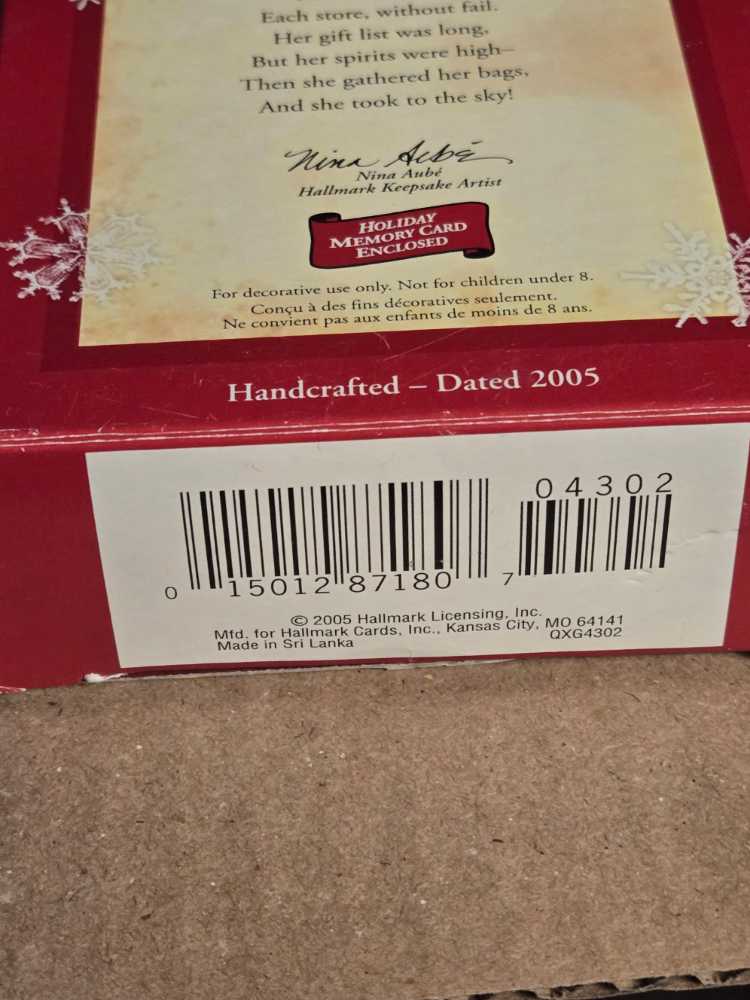 Each store, without fail.
Her gift list was long,
But her spirits were high–
Then she gathered her bags,
And she took to the sky!
Nina Aubé
Nina Aubé
Hallmark Keepsake Artist
HOLIDAY
MEMORY CARD
ENCLOSED
For decorative use only. Not for children under 8.
Conçu à des fins décoratives seulement.
Ne convient pas aux enfants de moins de 8 ans.
Handcrafted – Dated 2005
04302
0 15012 87180 7
© 2005 Hallmark Licensing, Inc.
Mfd. for Hallmark Cards, Inc., Kansas City, MO 64141
Made in Sri Lanka QXG4302